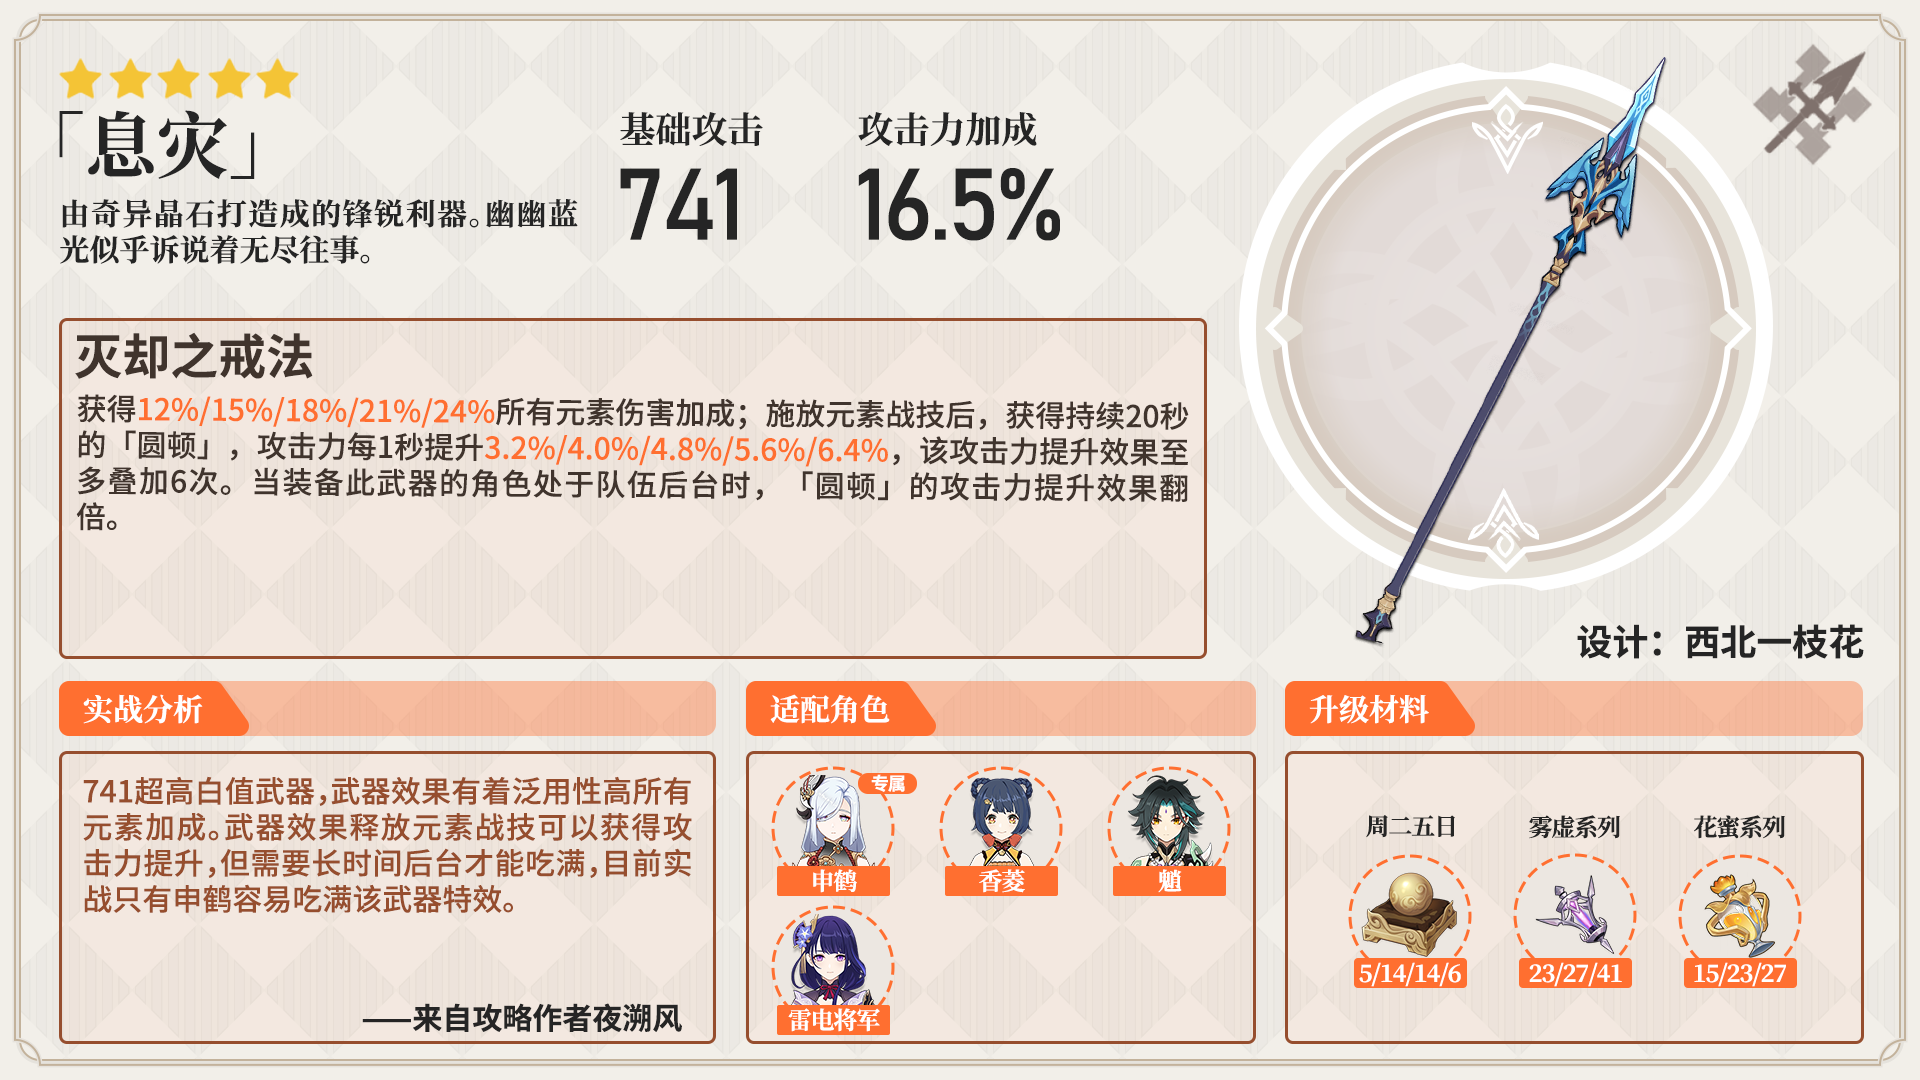 「息灾」
由奇异晶石打造成的锋锐利器。幽幽蓝
光似乎诉说着无尽往事。
基础攻击
741
攻击力加成
16.5%
灭却之戒法
获得12%/15%/18%/21%/24%所有元素伤害加成；施放元素战技后，获得持续20秒
的「圆顿」，攻击力每1秒提升3.2%/4.0%/4.8%/5.6%/6.4%，该攻击力提升效果至
多叠加6次。当装备此武器的角色处于队伍后台时，「圆顿」的攻击力提升效果翻
倍。
设计：西北一枝花
实战分析
741超高白值武器，武器效果有着泛用性高所有
元素加成。武器效果释放元素战技可以获得攻
击力提升，但需要长时间后台才能吃满，目前实
战只有申鹤容易吃满该武器特效。
——来自攻略作者夜溯风
适配角色
专属
申鹤
香菱
魈
雷电将军
升级材料
周二五日
雾虚系列
花蜜系列
5/14/14/6
23/27/41
15/23/27